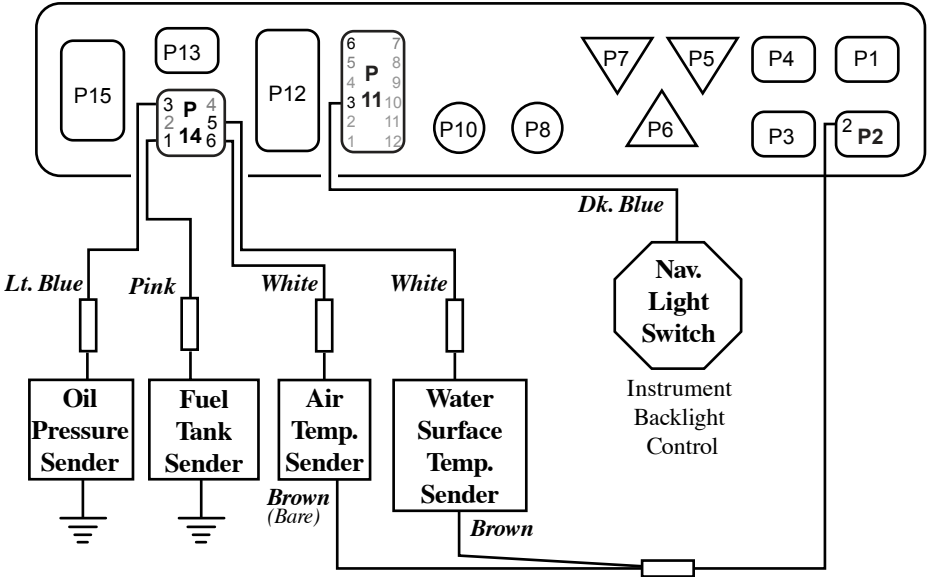 P15
P13
3 P 4
2 14 5
1 6
P12
6 7
5 8
4 P 9
3 11 10
2 11
1 12
P10
P8
P7
P5
P6
P4
P1
P3
2 P2
Dk. Blue
Lt. Blue
Pink
White
White
Nav.
Light
Switch
Instrument
Backlight
Control
Oil
Pressure
Sender
Fuel
Tank
Sender
Air
Temp.
Sender
Water
Surface
Temp.
Sender
Brown
(Bare)
Brown